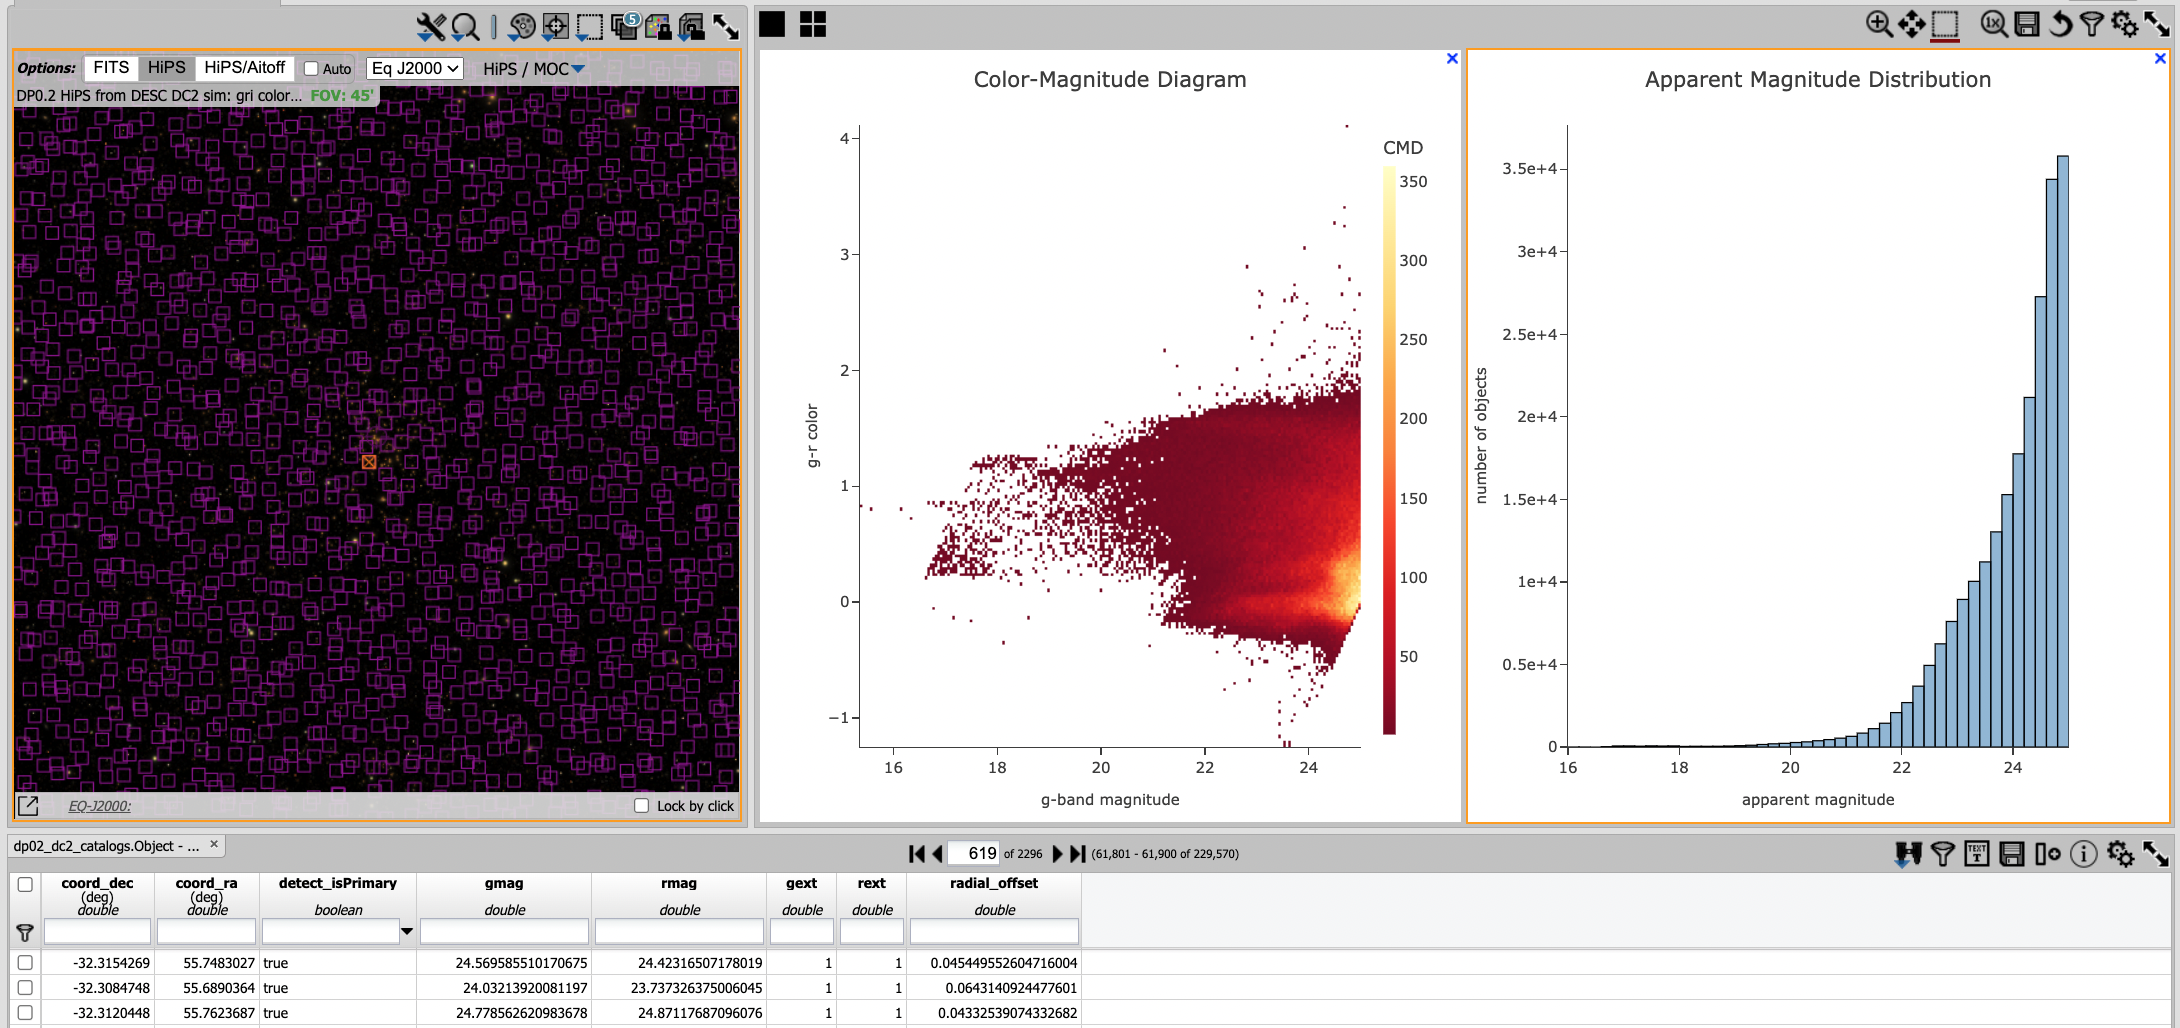 5
1x
Options: FITS HiPS HiPS/Aitoff Auto Eq J2000 HiPS / MOC
DP0.2 HiPS from DESC DC2 sim: gri color... FOV: 45'
EQ-J2000:
Lock by click
Color-Magnitude Diagram
4
3
2
1
0
−1
g-r color
16 18 20 22 24
g-band magnitude
CMD
350
300
250
200
150
100
50
Apparent Magnitude Distribution
3.5e+4
3e+4
2.5e+4
2e+4
1.5e+4
1e+4
0.5e+4
0
number of objects
16 18 20 22 24
apparent magnitude
dp02_dc2_catalogs.Object - ... ×
619 of 2296 (61,801 - 61,900 of 229,570)
TEXT
coord_dec coord_ra detect_isPrimary gmag rmag gext rext radial_offset
(deg) (deg)
double double boolean double double double double double
-32.3154269 55.7483027 true 24.569585510170675 24.42316507178019 1 1 0.045449552604716004
-32.3084748 55.6890364 true 24.03213920081197 23.737326375006045 1 1 0.0643140924477601
-32.3120448 55.7623687 true 24.778562620983678 24.87117687096076 1 1 0.04332539074332682